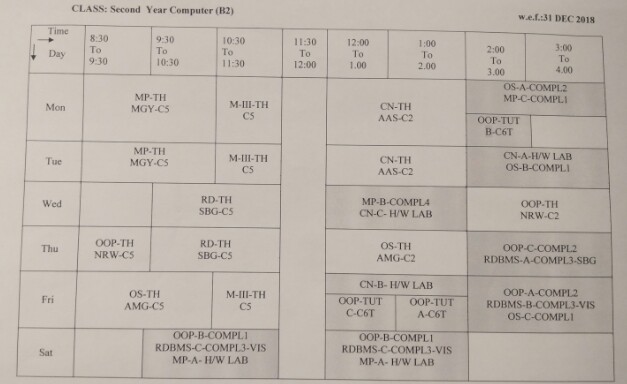 CLASS: Second Year Computer (B2)
w.e.f.:31 DEC 2018
Time
Day
8:30
To
9:30
9:30
To
10:30
10:30
To
11:30
11:30
To
12:00
12:00
To
1.00
1:00
To
2.00
2:00
To
3.00
3:00
To
4.00
Mon
MP-TH
MGY-C5
M-III-TH
C5
CN-TH
AAS-C2
OS-A-COMPL2
MP-C-COMPL1
OOP-TUT
B-C6T
Tue
MP-TH
MGY-C5
M-III-TH
C5
CN-TH
AAS-C2
CN-A-H/W LAB
OS-B-COMPL1
Wed
RD-TH
SBG-C5
MP-B-COMPL4
CN-C- H/W LAB
OOP-TH
NRW-C2
Thu
OOP-TH
NRW-C5
RD-TH
SBG-C5
OS-TH
AMG-C2
OOP-C-COMPL2
RDBMS-A-COMPL3-SBG
Fri
OS-TH
AMG-C5
M-III-TH
C5
CN-B- H/W LAB
OOP-TUT
C-C6T
OOP-TUT
A-C6T
OOP-A-COMPL2
RDBMS-B-COMPL3-VIS
OS-C-COMPL1
Sat
OOP-B-COMPL1
RDBMS-C-COMPL3-VIS
MP-A- H/W LAB
OOP-B-COMPL1
RDBMS-C-COMPL3-VIS
MP-A- H/W LAB